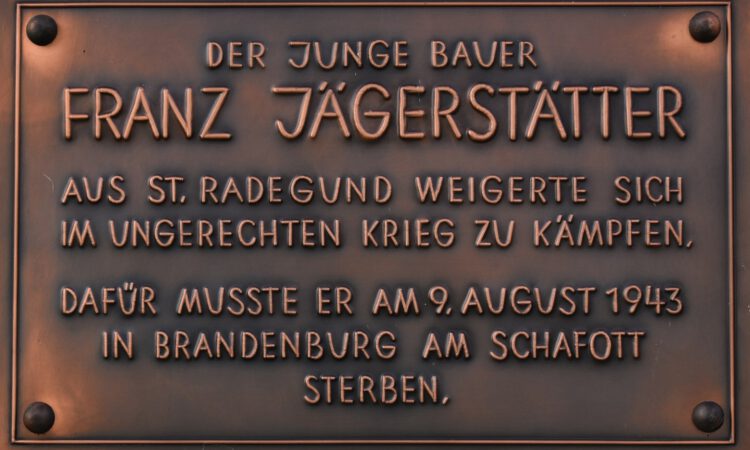 DER JUNGE BAUER
FRANZ JÄGERSTÄTTER
AUS ST. RADEGUND WEIGERTE SICH
IM UNGERECHTEN KRIEG ZU KÄMPFEN.
DAFÜR MUSSTE ER AM 9. AUGUST 1943
IN BRANDENBURG AM SCHAFOTT
STERBEN.